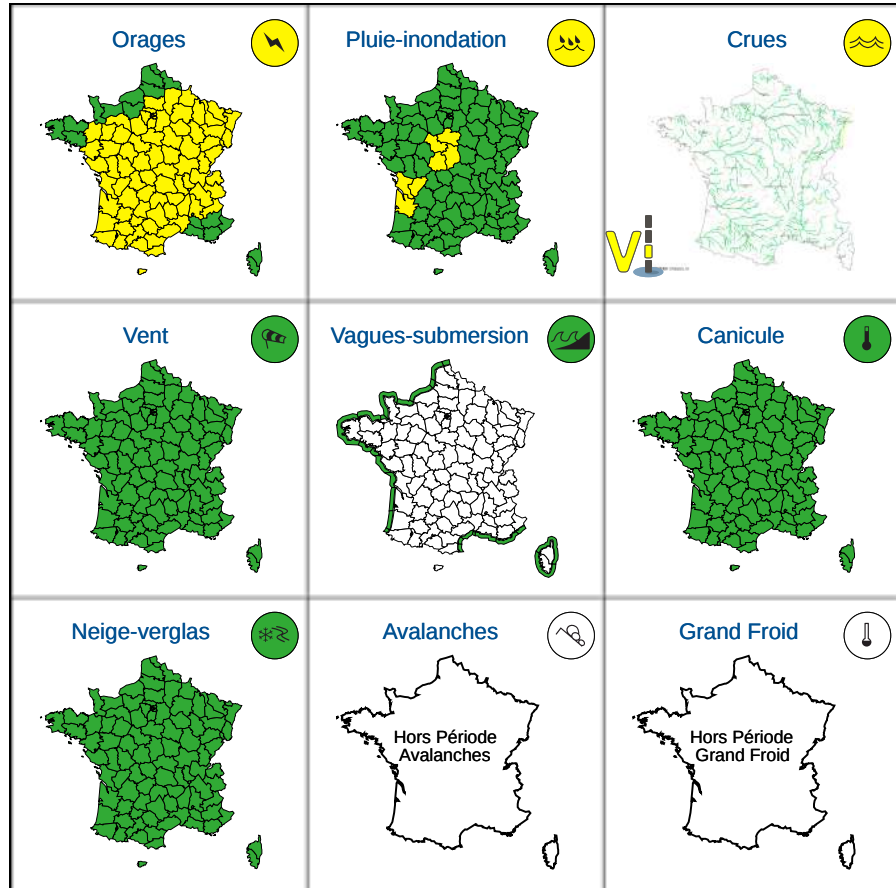 Orages
Pluie-inondation
Crues
Vent
Vagues-submersion
Canicule
Neige-verglas
Avalanches
Hors Période
Avalanches
Grand Froid
Hors Période
Grand Froid